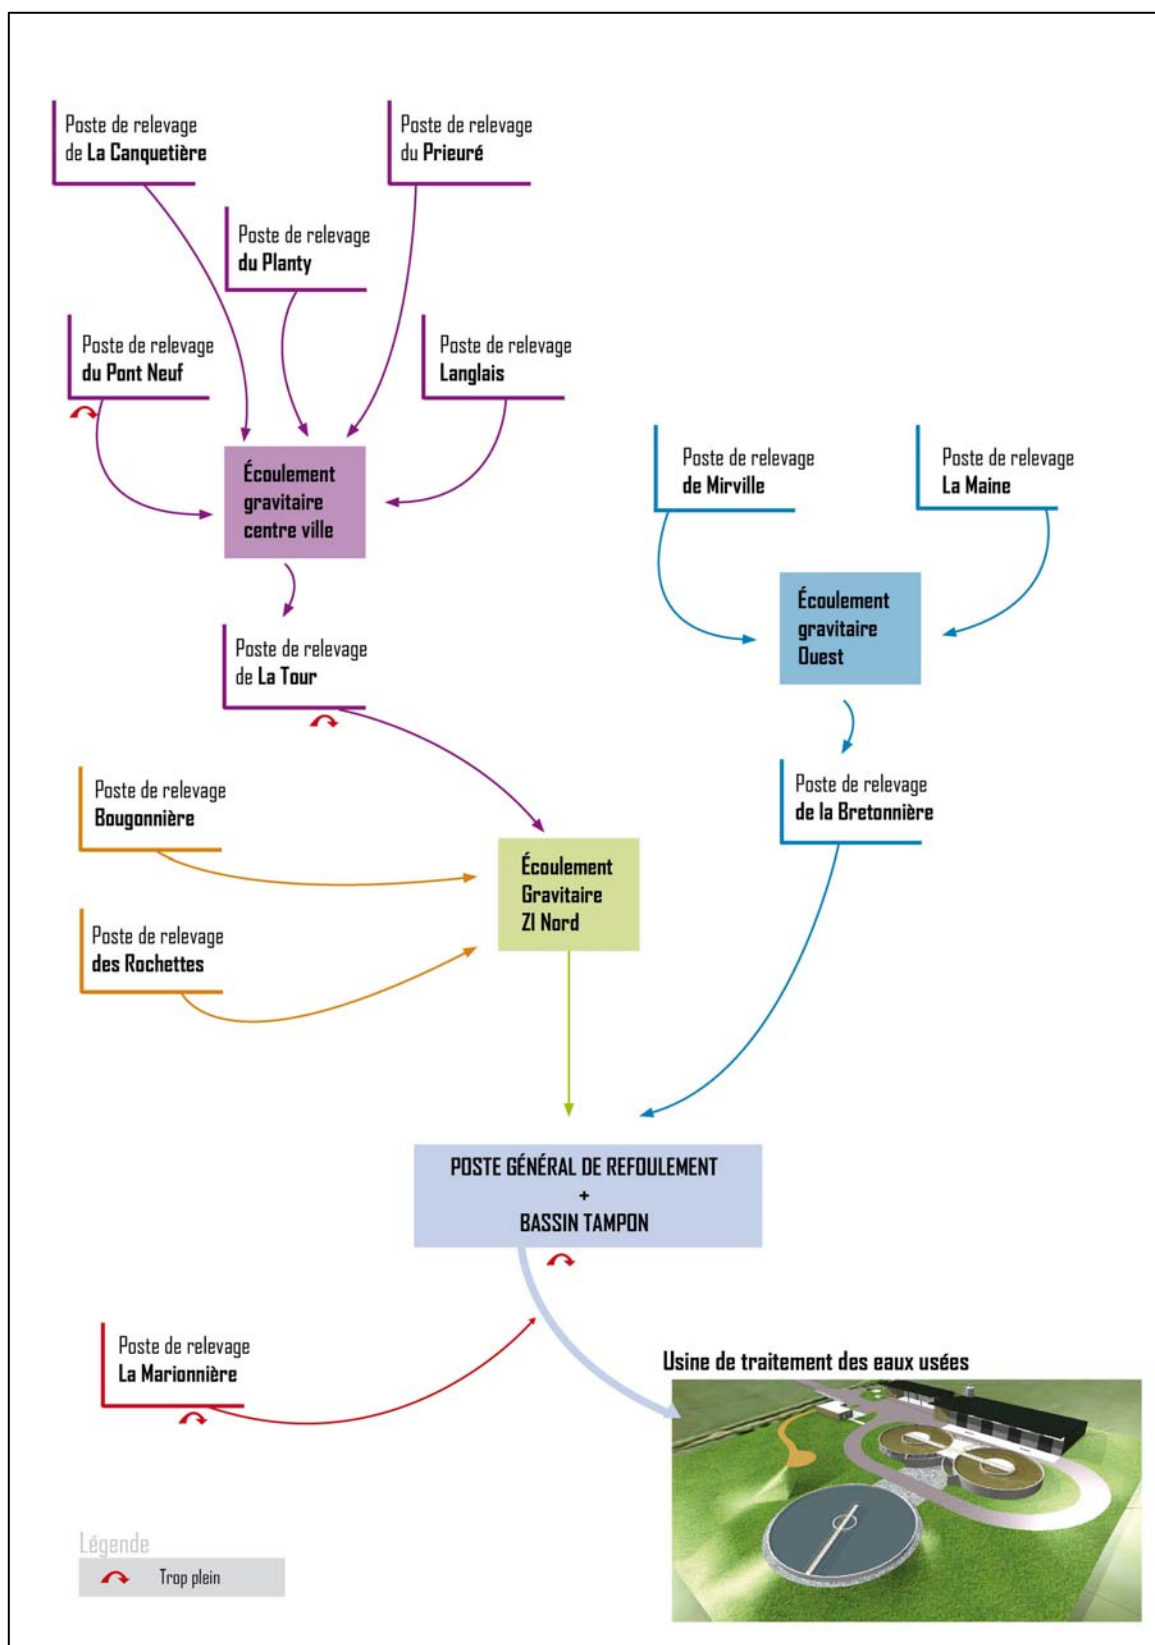 Poste de relevage
de La Canquetière
Poste de relevage
du Prieuré
Poste de relevage
du Planty
Poste de relevage
du Pont Neuf
Poste de relevage
Langlais
Écoulement
gravitaire
centre ville
Poste de relevage
de Mirville
Poste de relevage
La Maine
Écoulement
gravitaire
Ouest
Poste de relevage
de La Tour
Poste de relevage
Bougonnière
Poste de relevage
de la Bretonnière
Écoulement
Gravitaire
ZI Nord
Poste de relevage
des Rochettes
POSTE GÉNÉRAL DE REFOULEMENT
+
BASSIN TAMPON
Poste de relevage
La Marionnière
Usine de traitement des eaux usées
Légende
Trop plein